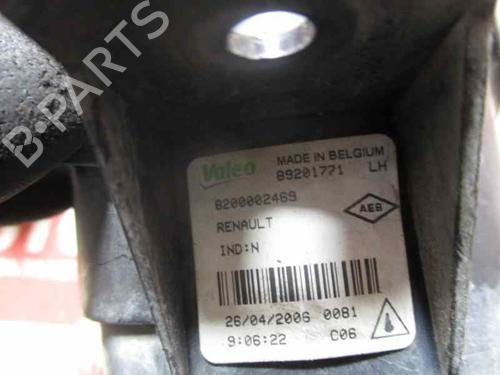 B-PARTS
Valeo MADE IN BELGIUM
89201771 LH
8200002469
AEB
RENAULT
IND:N
26/04/2006 0081
9:06:22 C06